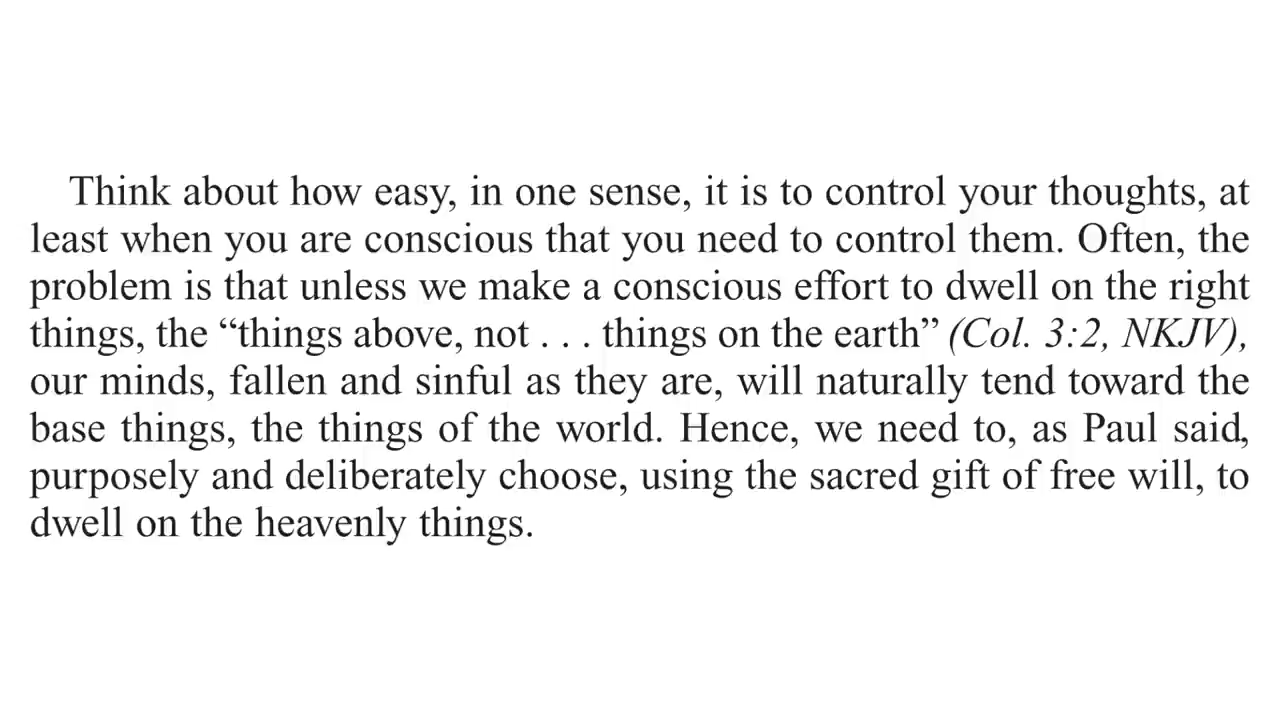 Think about how easy, in one sense, it is to control your thoughts, at
least when you are conscious that you need to control them. Often, the
problem is that unless we make a conscious effort to dwell on the right
things, the “things above, not . . . things on the earth” (Col. 3:2, NKJV),
our minds, fallen and sinful as they are, will naturally tend toward the
base things, the things of the world. Hence, we need to, as Paul said,
purposely and deliberately choose, using the sacred gift of free will, to
dwell on the heavenly things.